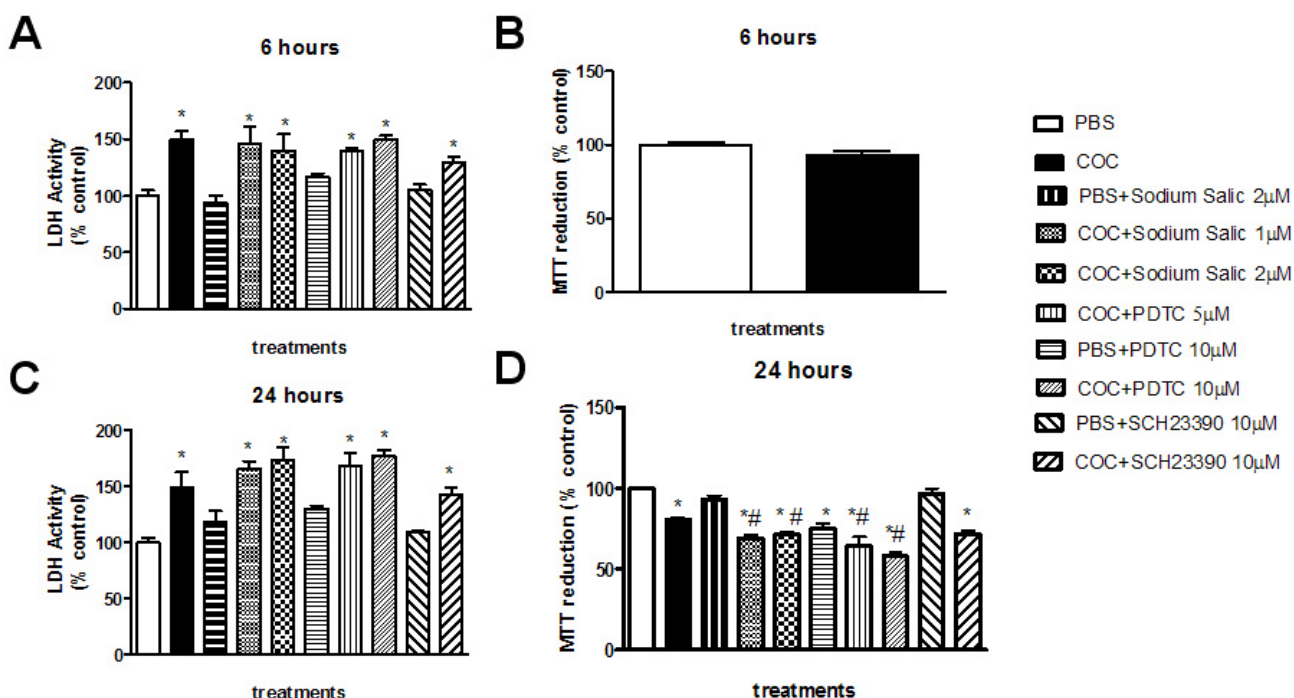 A
6 hours
LDH Activity
(% control)
200
150
100
50
0
*
*
*
*
*
*
treatments
B
6 hours
MTT reduction (% control)
150
100
50
0
treatments
C
24 hours
LDH Activity
(% control)
200
150
100
50
0
*
*
*
*
*
*
treatments
D
24 hours
MTT reduction (% control)
150
100
50
0
*
*#
* #
*
*#
*#
*
treatments
PBS
COC
PBS+Sodium Salic 2µM
COC+Sodium Salic 1µM
COC+Sodium Salic 2µM
COC+PDTC 5µM
PBS+PDTC 10µM
COC+PDTC 10µM
PBS+SCH23390 10µM
COC+SCH23390 10µM